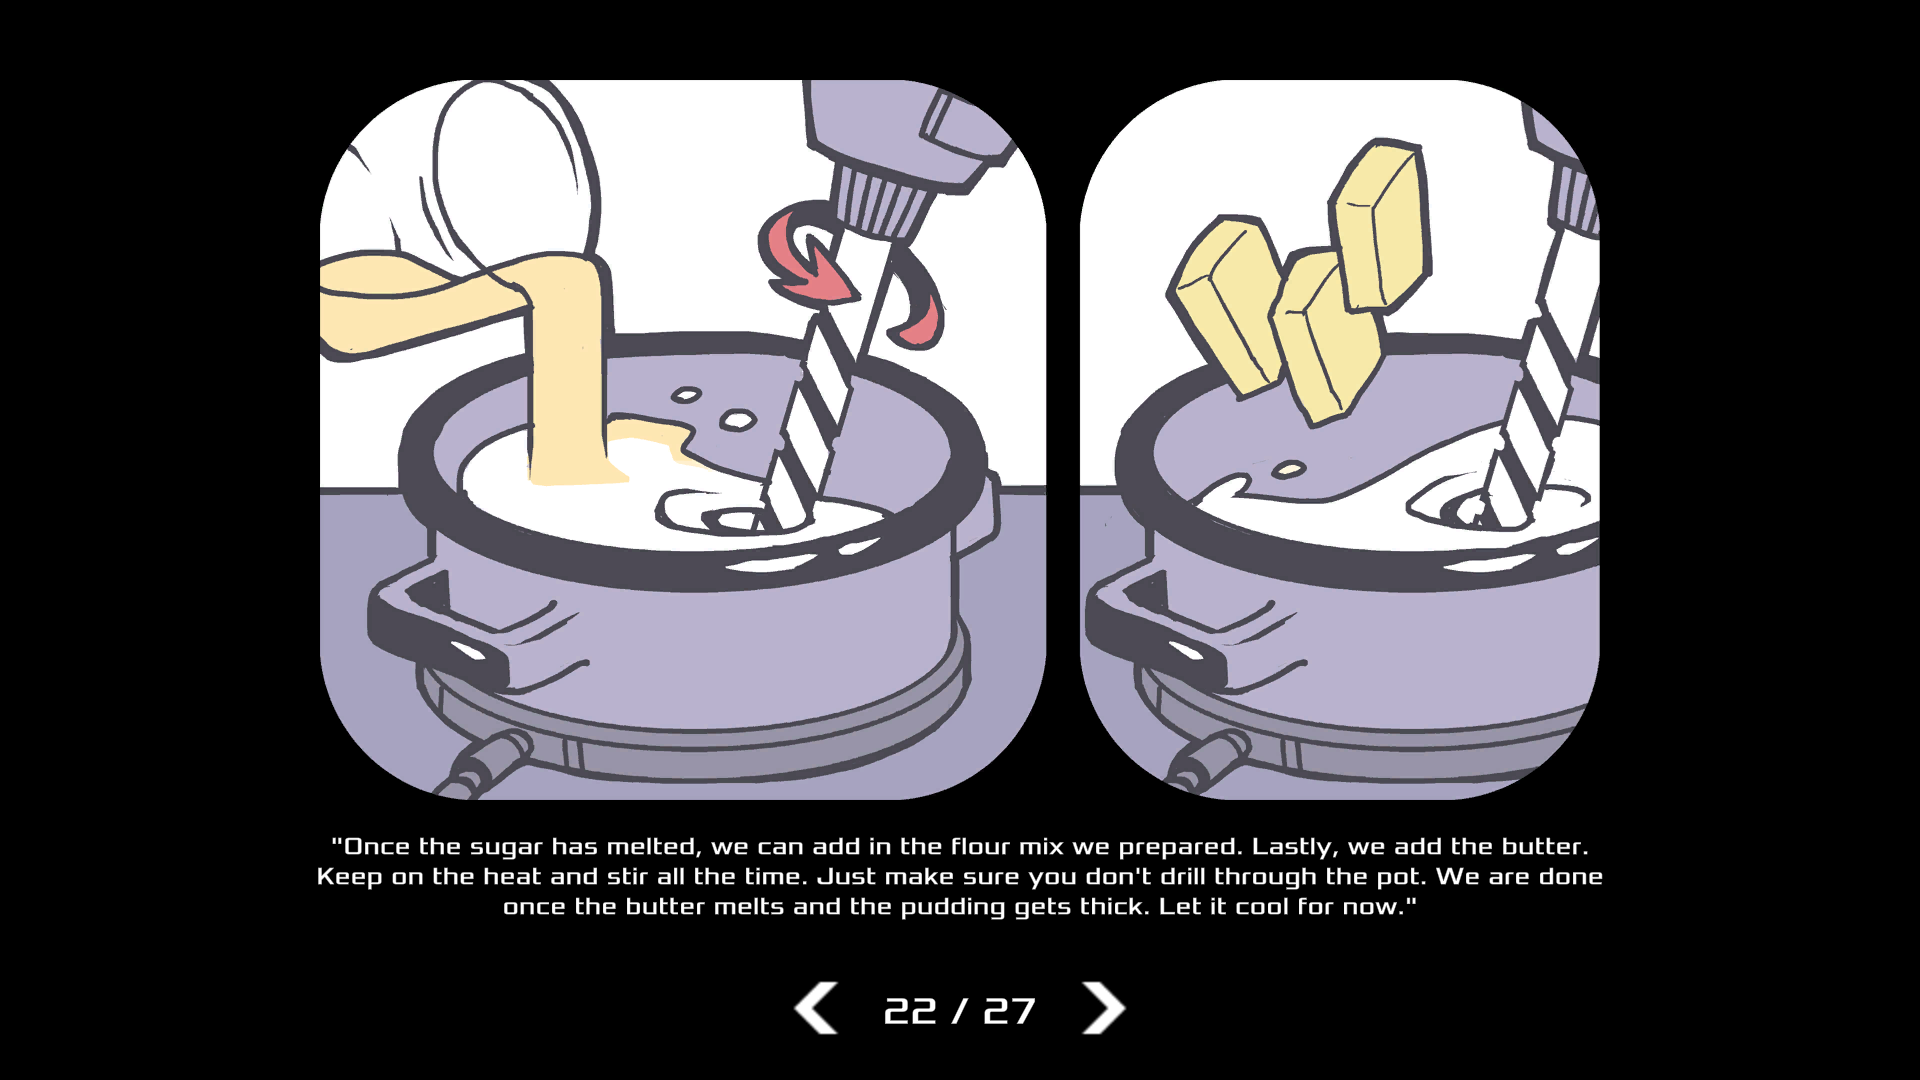 "Once the sugar has melted, we can add in the flour mix we prepared. Lastly, we add the butter.
Keep on the heat and stir all the time. Just make sure you don't drill through the pot. We are done
once the butter melts and the pudding gets thick. Let it cool for now."
22 / 27